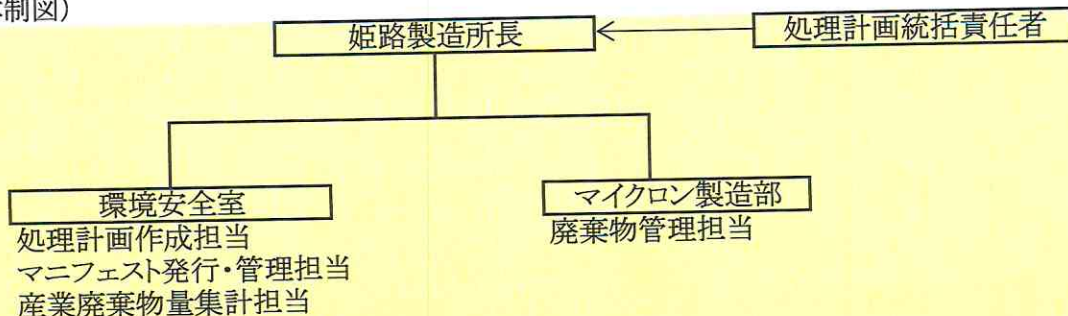 制図)
姫路製造所長
処理計画統括責任者
環境安全室
処理計画作成担当
マニフェスト発行・管理担当
産業廃棄物量集計担当
マイクロン製造部
廃棄物管理担当